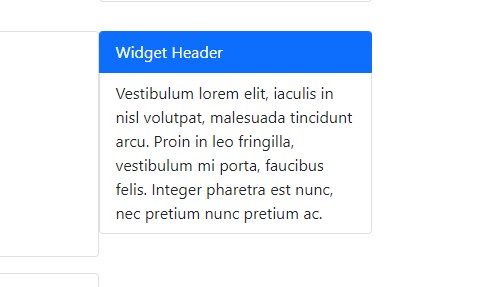 Widget Header
Vestibulum lorem elit, iaculis in
nisl volutpat, malesuada tincidunt
arcu. Proin in leo fringilla,
vestibulum mi porta, faucibus
felis. Integer pharetra est nunc,
nec pretium nunc pretium ac.